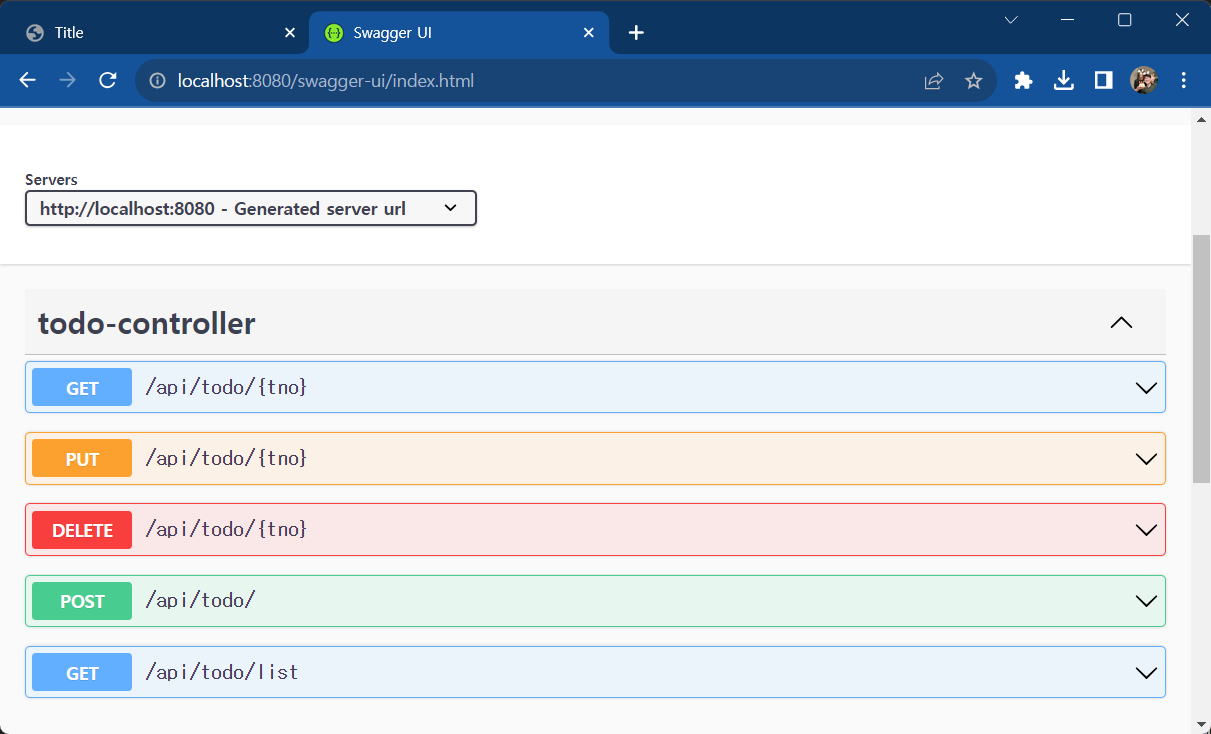 Title
Swagger UI
localhost:8080/swagger-ui/index.html
Servers
http://localhost:8080 - Generated server url
todo-controller
GET /api/todo/{tno}
PUT /api/todo/{tno}
DELETE /api/todo/{tno}
POST /api/todo/
GET /api/todo/list